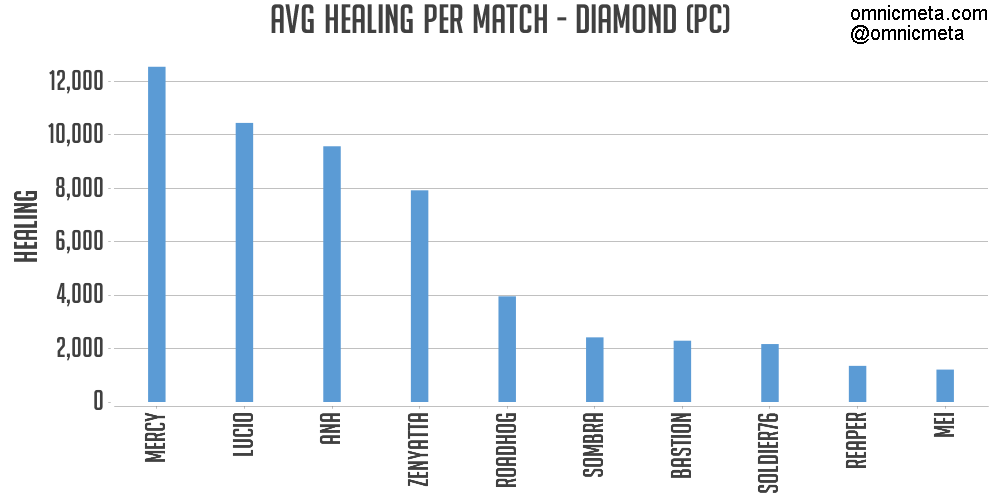 AVG HEALING PER MATCH - DIAMOND (PC)
omnicmeta.com
@omnicmeta
HEALING
12,000
10,000
8,000
6,000
4,000
2,000
0
MERCY
LUCIO
ANA
ZENYATTA
ROADHOG
SOMBRA
BASTION
SOLDIER76
REAPER
MEI